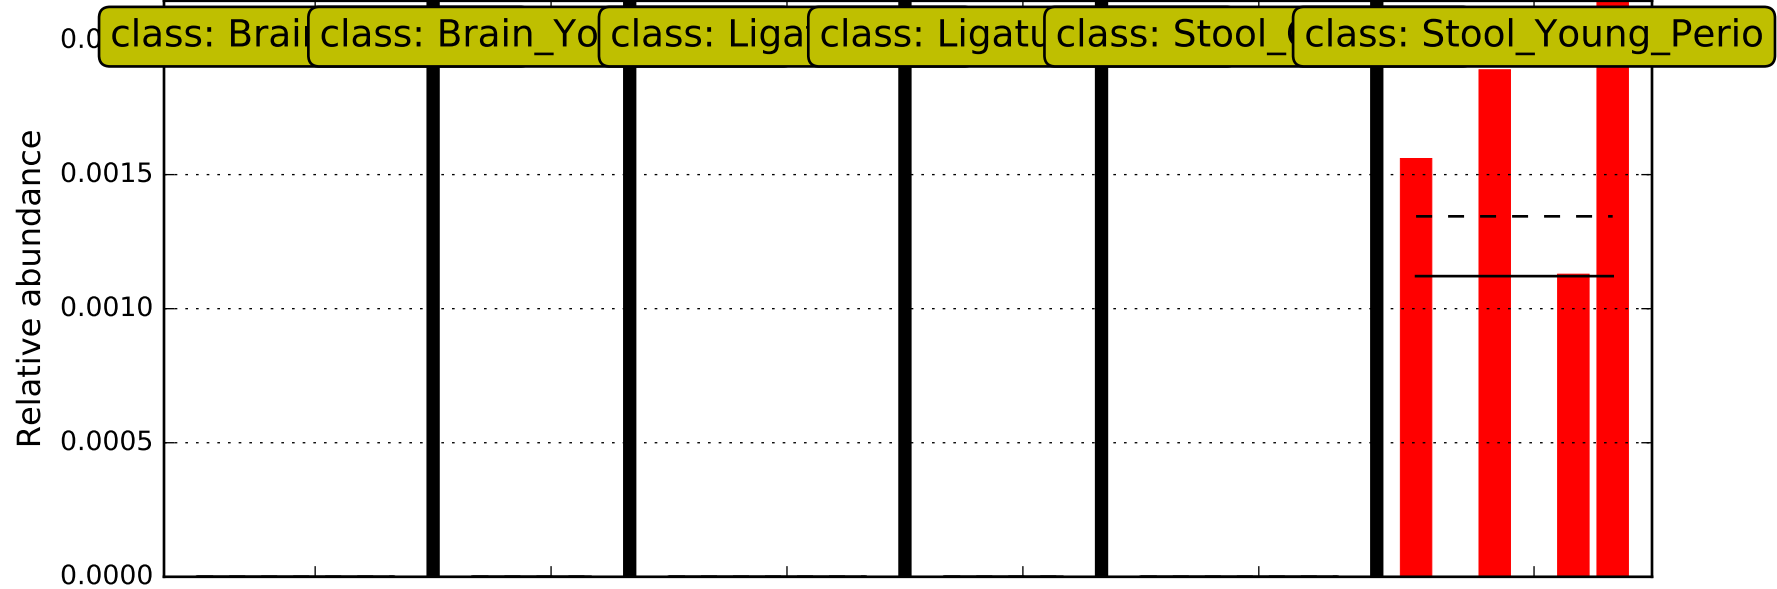 class: Brai
class: Brain_Yo
class: Liga
class: Ligatu
class: Stool_
class: Stool_Young_Perio
0.0
0.0015
0.0010
0.0005
0.0000
Relative abundance